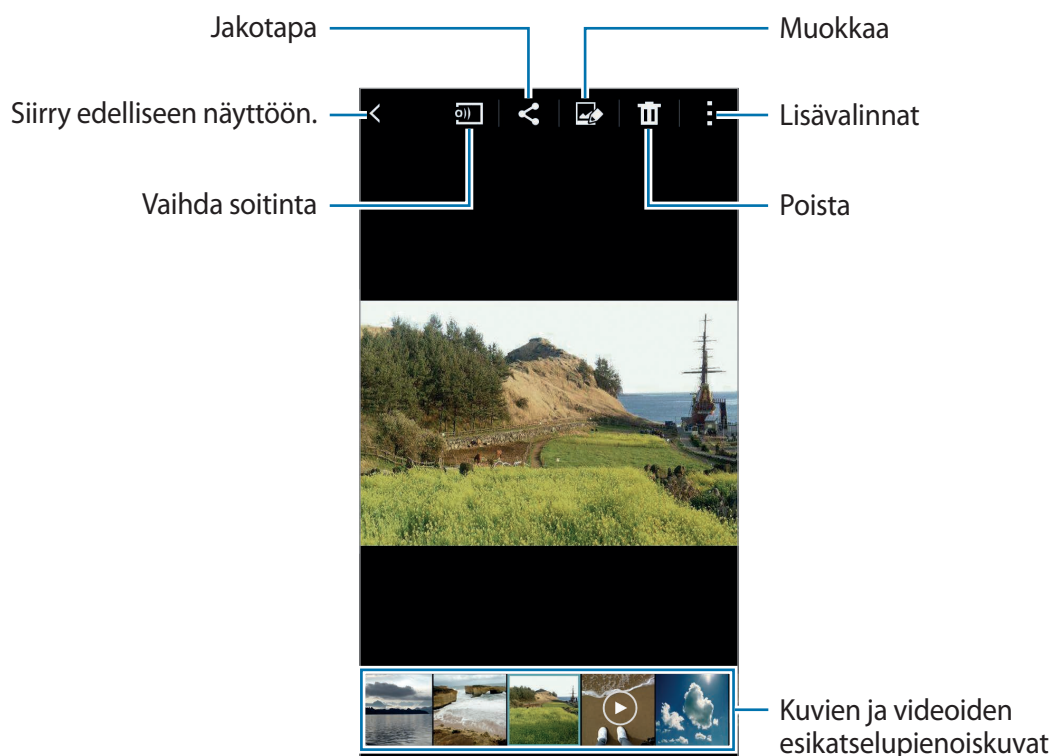 Jakotapa
Muokkaa
Siirry edelliseen näyttöön.
Lisävalinnat
Vaihda soitinta
Poista
Kuvien ja videoiden
esikatselupienoiskuvat